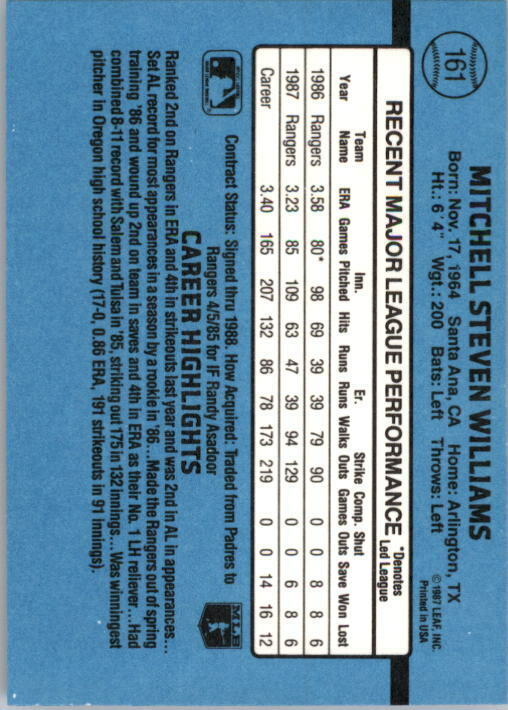 161
MITCHELL STEVEN WILLIAMS
Born: Nov. 17, 1964 Santa Ana, CA Home: Arlington, TX
Ht.: 6'4" Wgt.: 200 Bats: Left Throws: Left
© 1987 LEAF, INC.
Printed in USA
RECENT MAJOR LEAGUE PERFORMANCE
*Denotes
Led League
Team Inn. Er. Strike Comp. Shut
Year Name ERA Games Pitched Hits Runs Runs Walks Outs Games Outs Save Won Lost
1986 Rangers 3.58 80* 98 69 39 39 79 90 0 0 8 8 6
1987 Rangers 3.23 85 109 63 47 39 94 129 0 0 6 8 6
Career 3.40 165 207 132 86 78 173 219 0 0 14 16 12
Contract Status: Signed thru 1988. How Acquired: Traded from Padres to
Rangers 4/5/85 for IF Randy Asadoor
MLB
CAREER HIGHLIGHTS
Ranked 2nd on Rangers in ERA and 4th in strikeouts last year and was 2nd in AL in appearances...
Set AL record for most appearances in a season by a rookie in '86...Made the Rangers out of spring
training '86 and wound up 2nd on team in saves and 4th in ERA as their No. 1 LH reliever...Had
combined 8-11 record with Salem and Tulsa in '85, striking out 175 in 132 innings...Was winningest
pitcher in Oregon high school history (17-0, 0.86 ERA, 191 strikeouts in 91 innings).